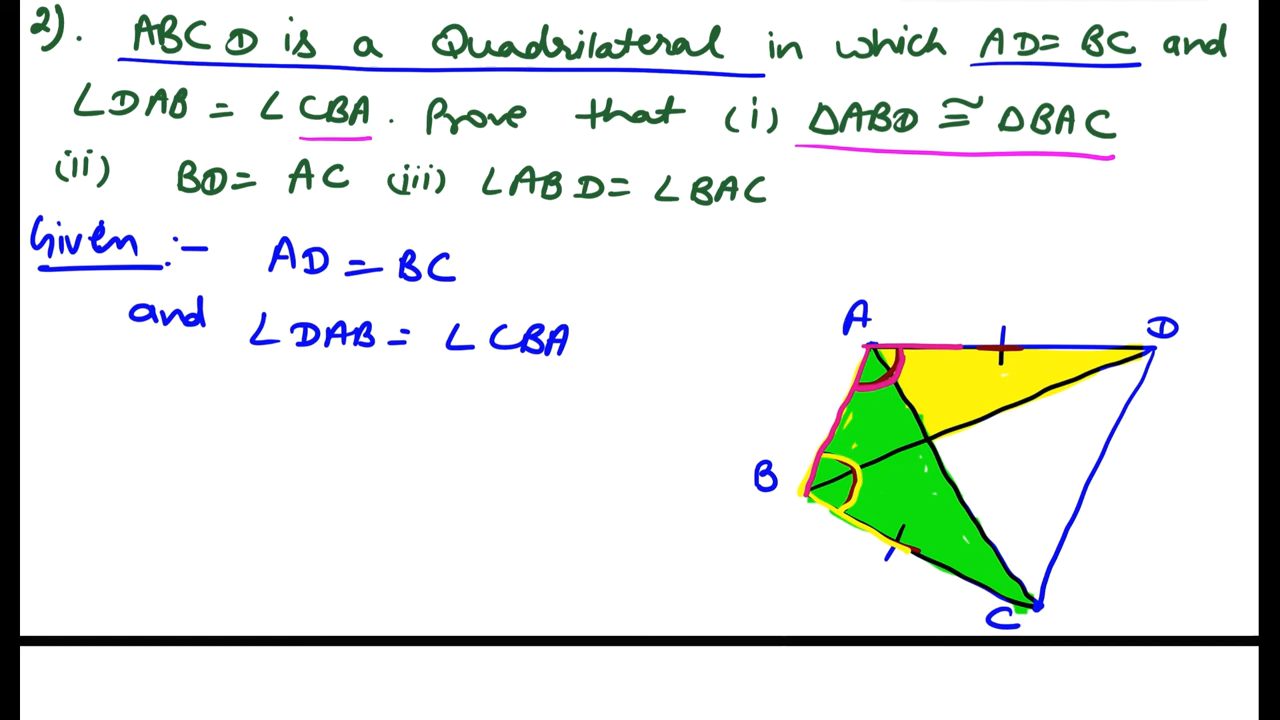 2). ABCD is a Quadrilateral in which AD= BC and
∠DAB = ∠CBA. Prove that (i) ΔABD ≅ ΔBAC
(ii) BD= AC (iii) ∠ABD= ∠BAC
Given :- AD = BC
and ∠DAB= ∠CBA
A
D
B
C